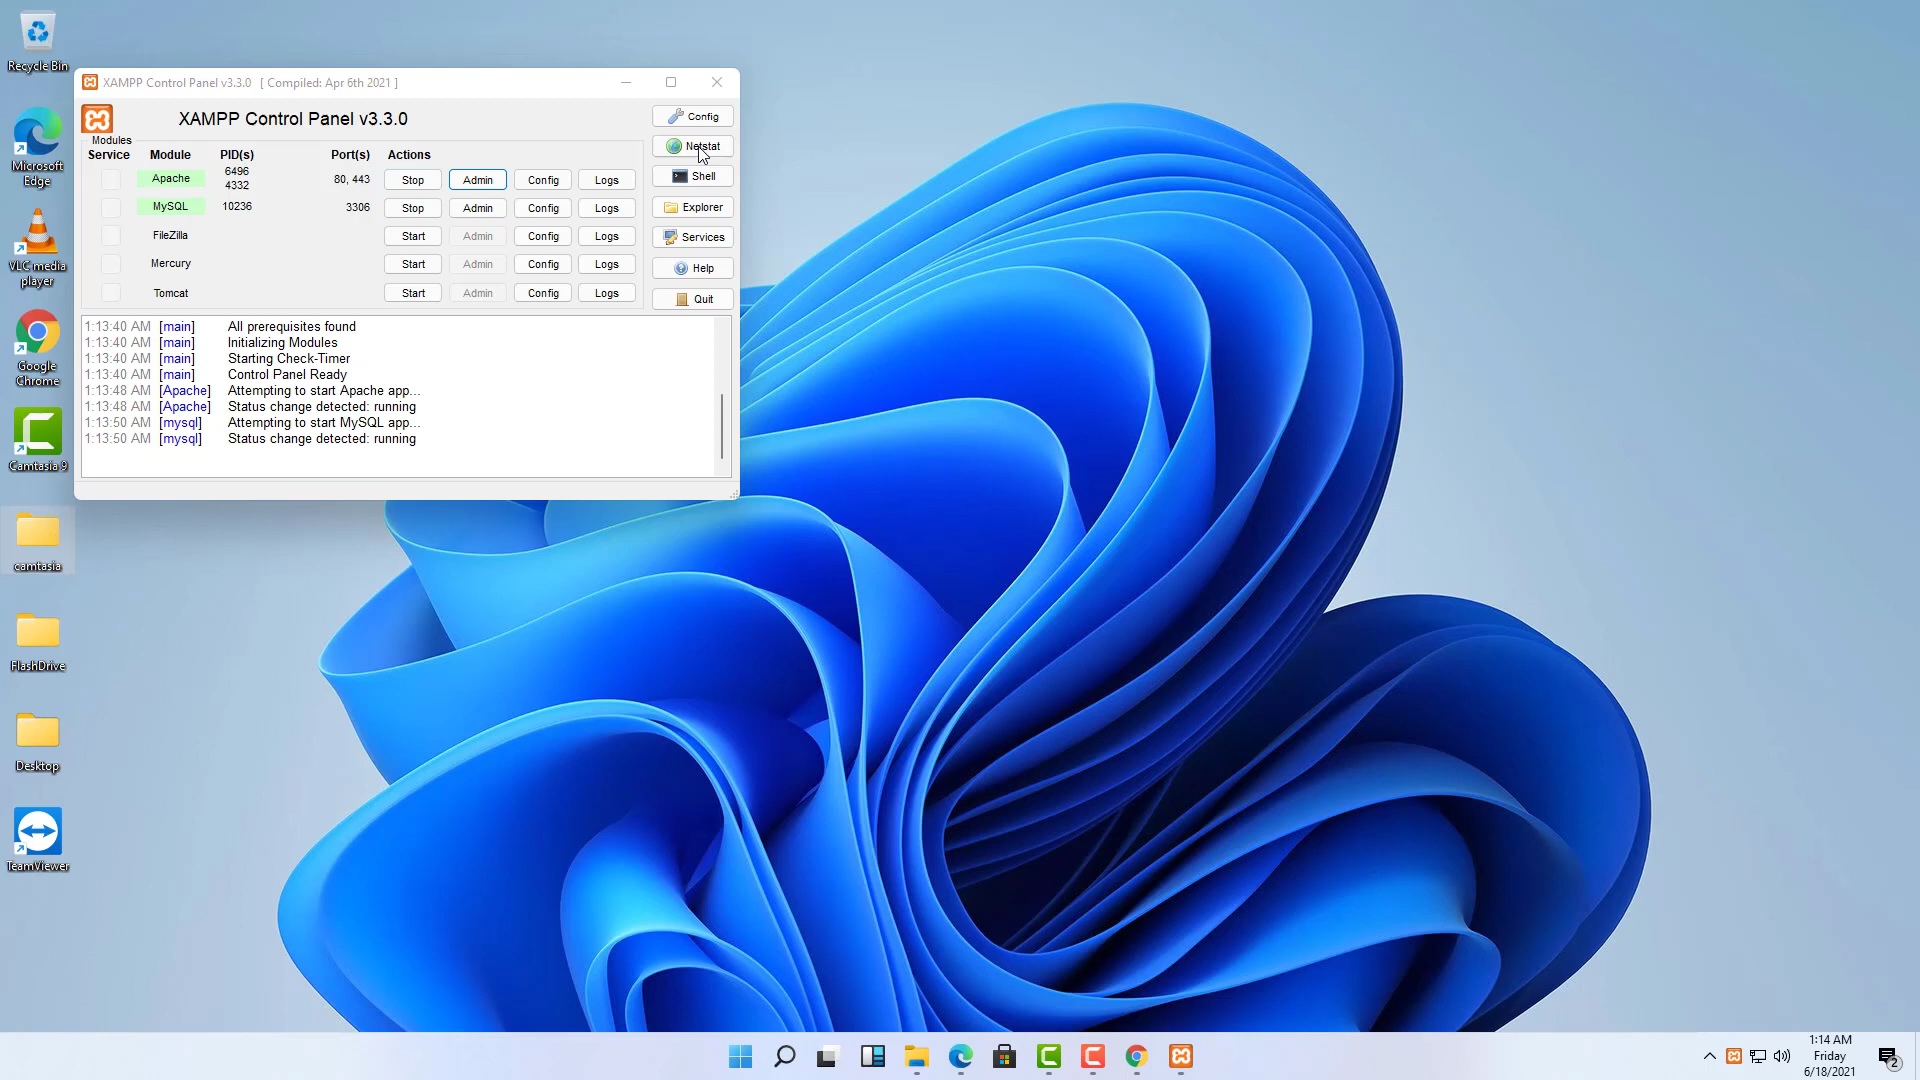 Recycle Bin
Microsoft
Edge
VLC media
player
Google
Chrome
Camtasia 9
camtasia
FlashDrive
Desktop
TeamViewer
XAMPP Control Panel v3.3.0 [ Compiled: Apr 6th 2021 ]
XAMPP Control Panel v3.3.0
Modules
Service Module PID(s) Port(s) Actions
Apache 6496 4332 80, 443 Stop Admin Config Logs
MySQL 10236 3306 Stop Admin Config Logs
FileZilla Start Admin Config Logs
Mercury Start Admin Config Logs
Tomcat Start Admin Config Logs
Config
Netstat
Shell
Explorer
Services
Help
Quit
1:13:40 AM [main] All prerequisites found
1:13:40 AM [main] Initializing Modules
1:13:40 AM [main] Starting Check-Timer
1:13:40 AM [main] Control Panel Ready
1:13:48 AM [Apache] Attempting to start Apache app...
1:13:48 AM [Apache] Status change detected: running
1:13:50 AM [mysql] Attempting to start MySQL app...
1:13:50 AM [mysql] Status change detected: running
1:14 AM
Friday
6/18/2021
2